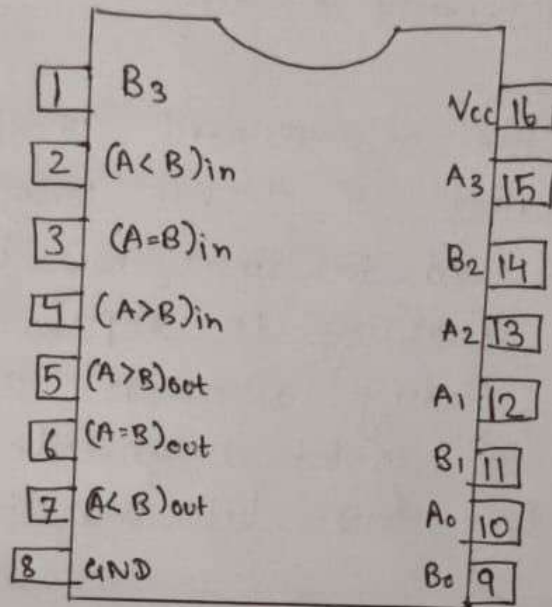 1 B3
Vcc 16
2 (A<B)in
A3 15
3 (A=B)in
B2 14
4 (A>B)in
A2 13
5 (A>B)out
A1 12
6 (A=B)out
B1 11
7 (A<B)out
A0 10
8 GND
B0 9